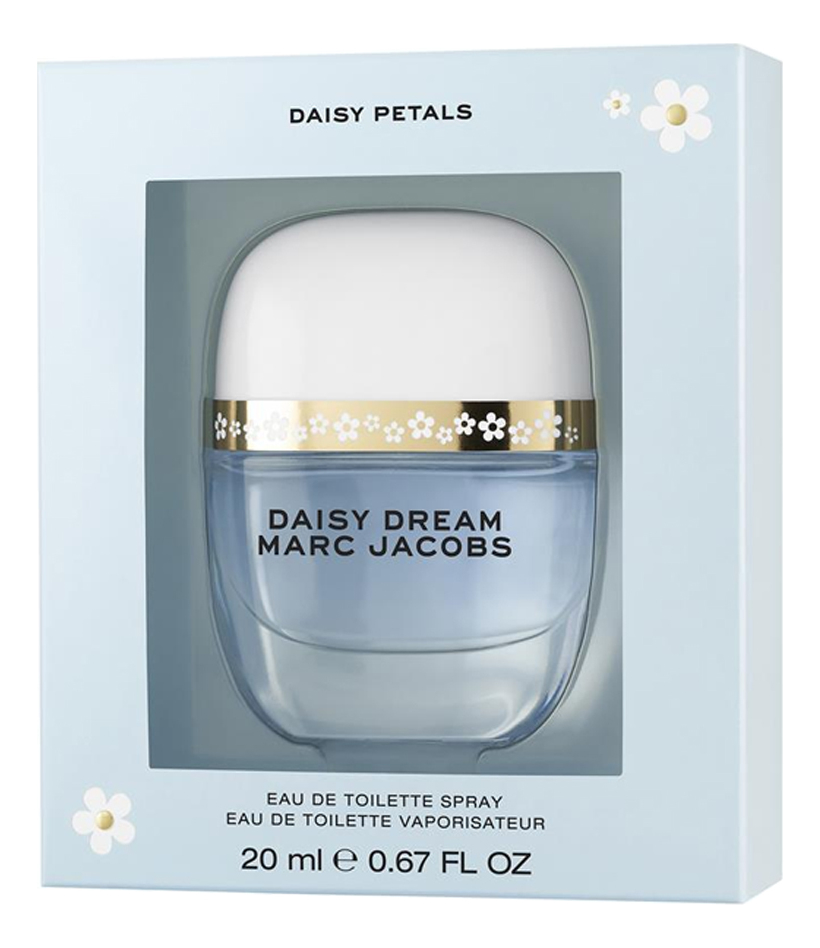 DAISY PETALS
DAISY DREAM
MARC JACOBS
EAU DE TOILETTE SPRAY
EAU DE TOILETTE VAPORISATEUR
20 ml ℮ 0.67 FL OZ